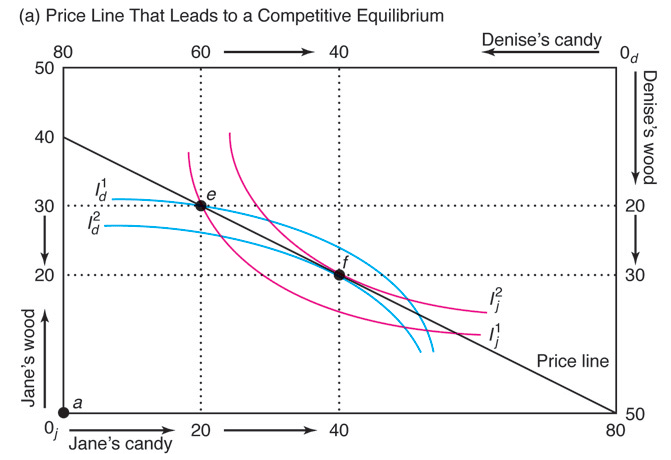 (a) Price Line That Leads to a Competitive Equilibrium
Denise’s candy
80 60 40 0d
50
Denise’s wood
40
I¹d e
30 20
I²d
f
20 30
I²j
I¹j
Jane’s wood
Price line
a
50
0j 20 40 80
Jane’s candy